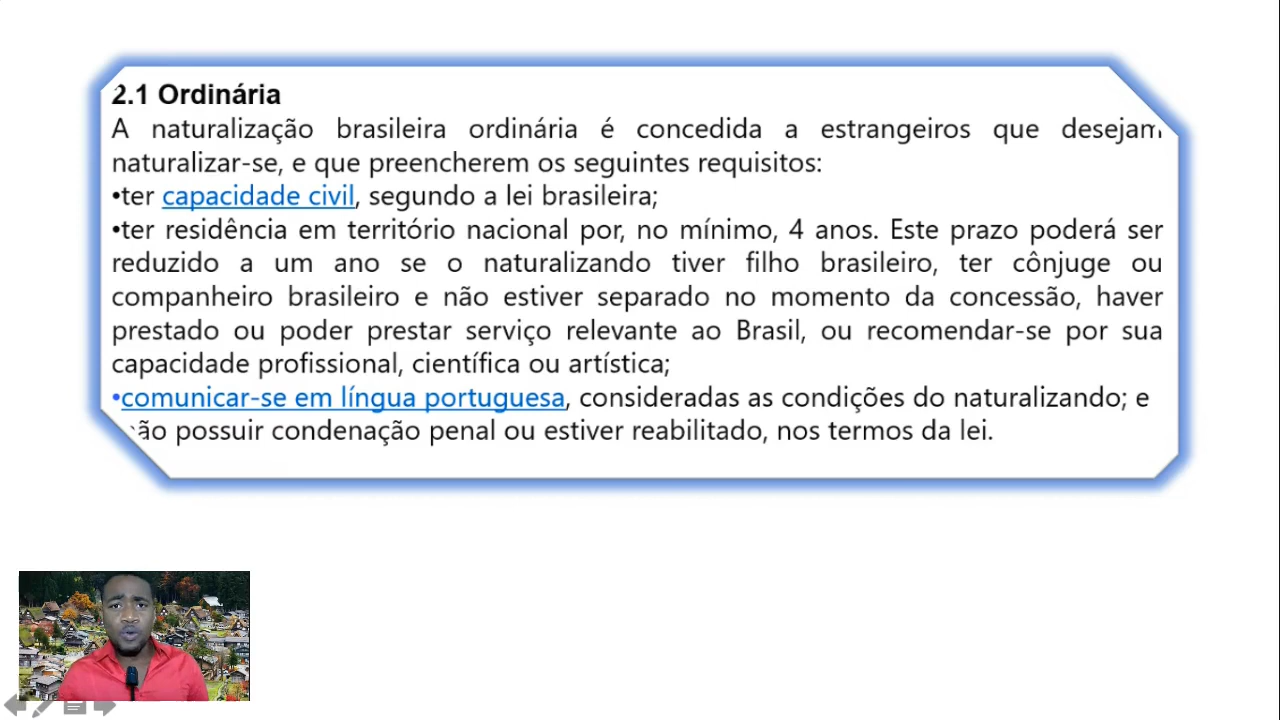 2.1 Ordinária
A naturalização brasileira ordinária é concedida a estrangeiros que desejam
naturalizar-se, e que preencherem os seguintes requisitos:
•ter capacidade civil, segundo a lei brasileira;
•ter residência em território nacional por, no mínimo, 4 anos. Este prazo poderá ser
reduzido a um ano se o naturalizando tiver filho brasileiro, ter cônjuge ou
companheiro brasileiro e não estiver separado no momento da concessão, haver
prestado ou poder prestar serviço relevante ao Brasil, ou recomendar-se por sua
capacidade profissional, científica ou artística;
•comunicar-se em língua portuguesa, consideradas as condições do naturalizando; e
não possuir condenação penal ou estiver reabilitado, nos termos da lei.